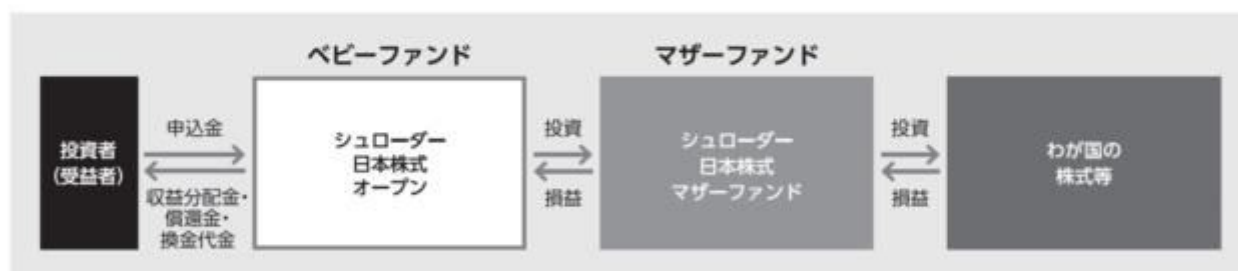 ベビーファンド
マザーファンド
投資者
(受益者)
申込金
収益分配金・
償還金・
換金代金
シュローダー
日本株式
オープン
投資
損益
シュローダー
日本株式
マザーファンド
投資
損益
わが国の
株式等